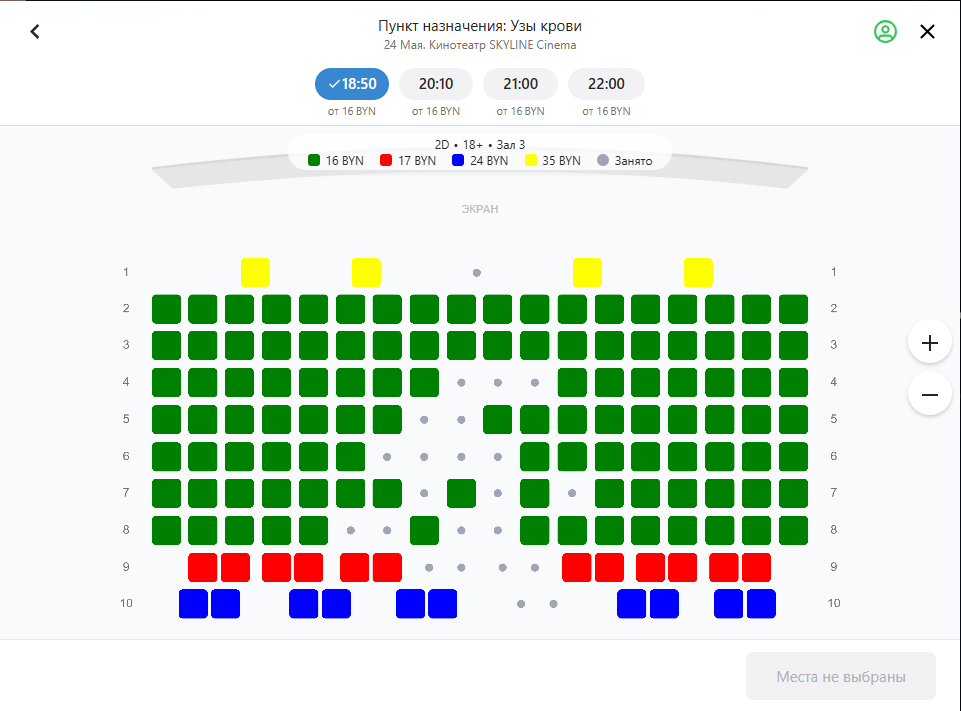 Пункт назначения: Узы крови
24 Мая. Кинотеатр SKYLINE Cinema
18:50 20:10 21:00 22:00
от 16 BYN от 16 BYN от 16 BYN от 16 BYN
2D • 18+ • Зал 3
16 BYN 17 BYN 24 BYN 35 BYN Занято
ЭКРАН
1 1
2 2
3 3
4 4
5 5
6 6
7 7
8 8
9 9
10 10
Места не выбраны